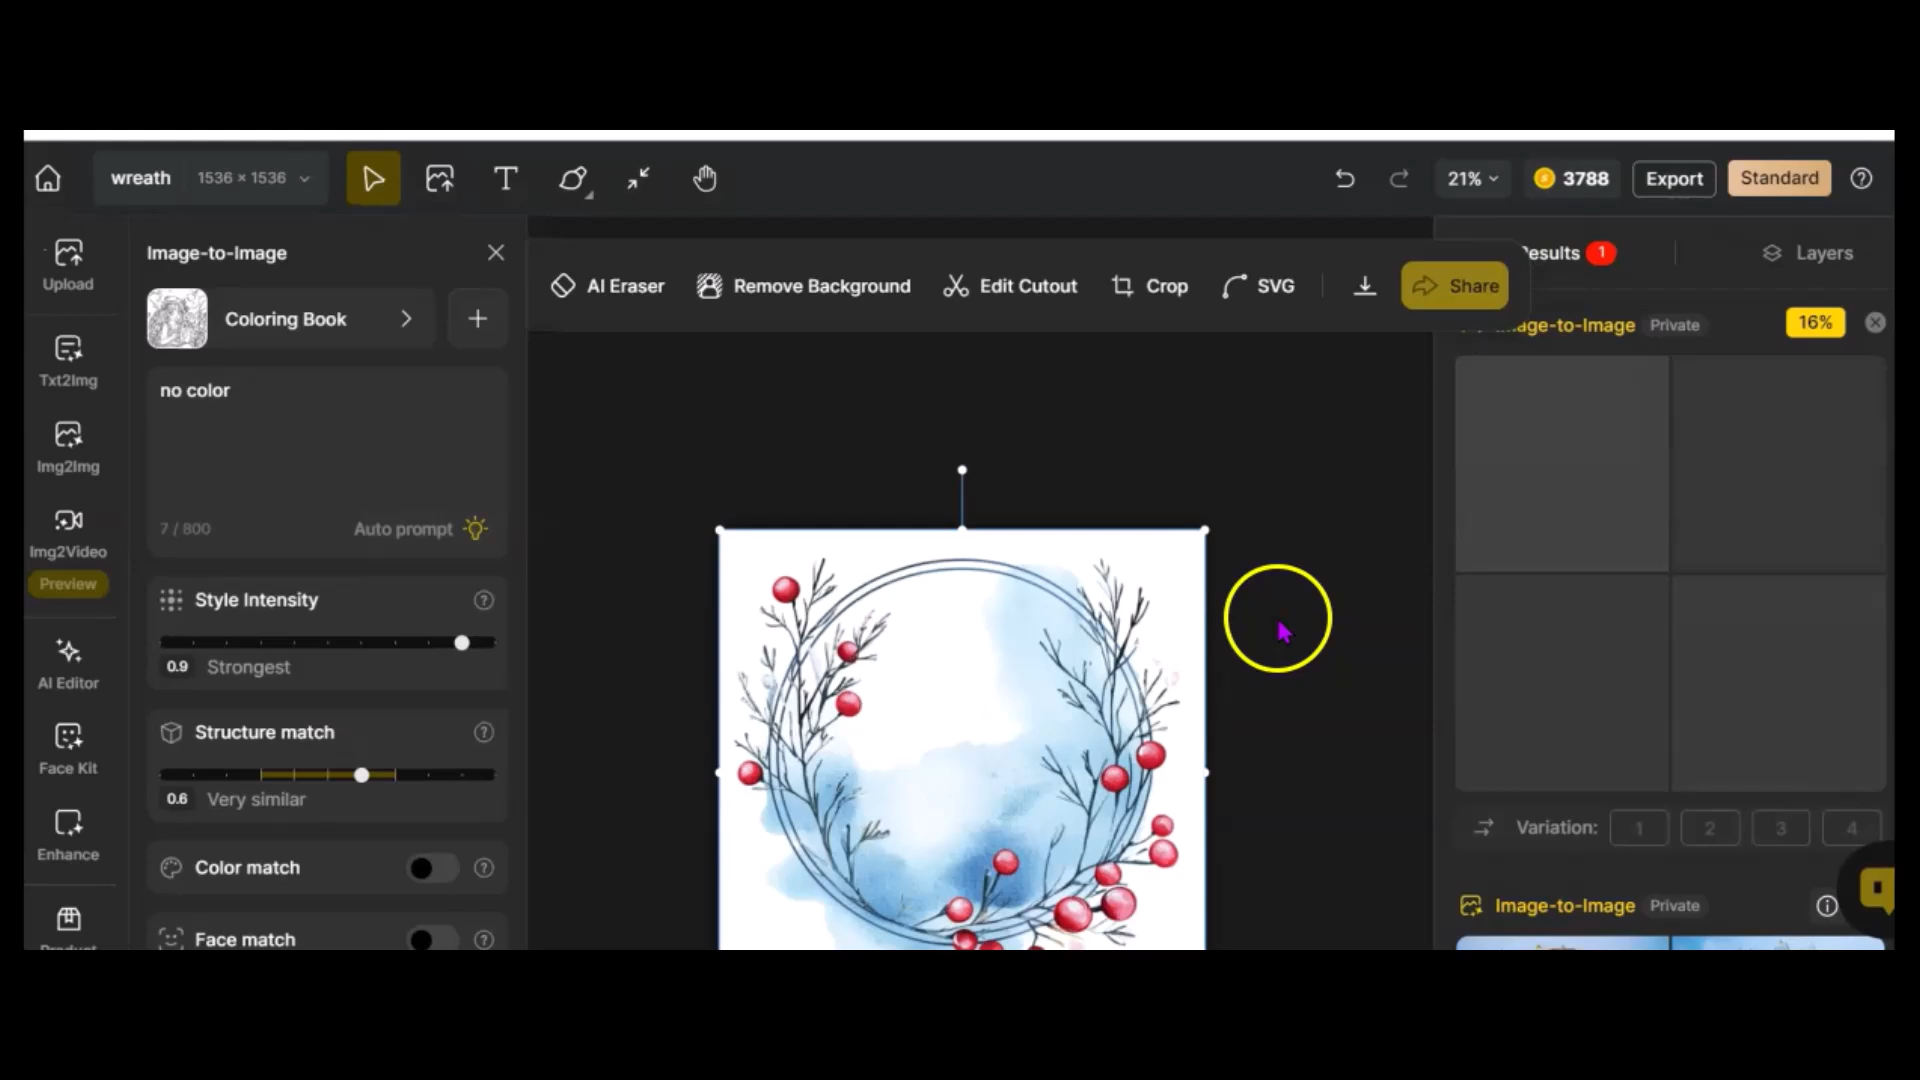 wreath 1536 × 1536
21% 3788 Export Standard
Upload
Txt2Img
Img2Img
Img2Video
Preview
AI Editor
Face Kit
Enhance
Image-to-Image
Coloring Book
no color
7 / 800 Auto prompt
Style Intensity
0.9 Strongest
Structure match
0.6 Very similar
Color match
Face match
AI Eraser Remove Background Edit Cutout Crop SVG Share
Layers
Private 16%
Variation: 1 2 3 4
Image-to-Image Private